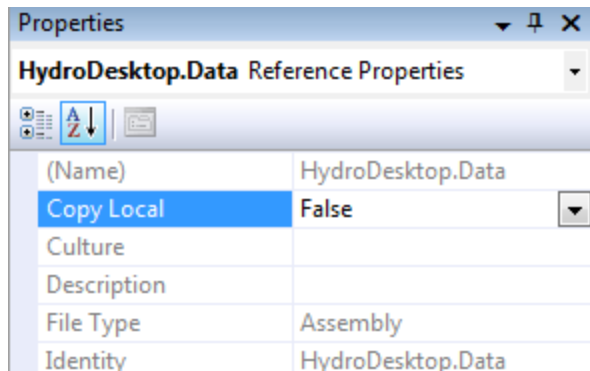 Properties
HydroDesktop.Data Reference Properties
A Z
(Name) HydroDesktop.Data
Copy Local False
Culture
Description
File Type Assembly
Identity HydroDesktop.Data